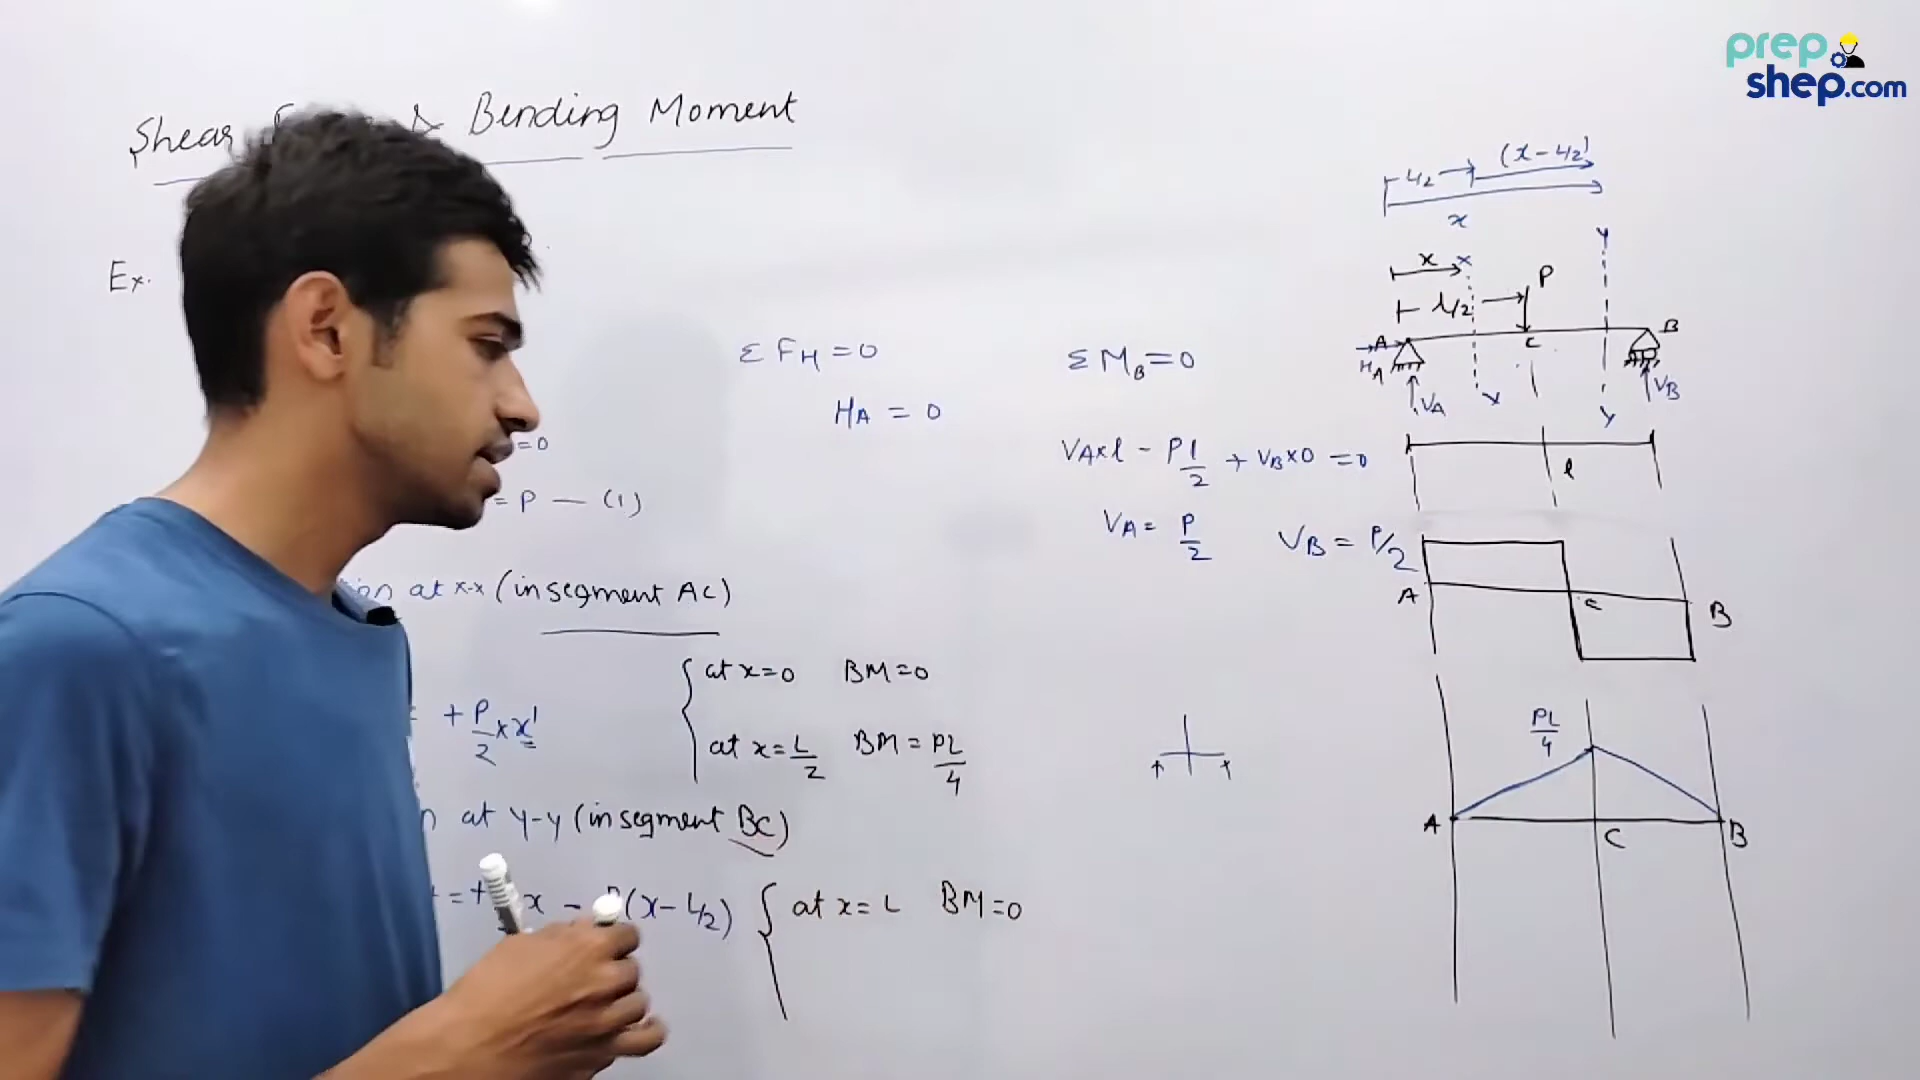 prep
shep.com
Shear & Bending Moment
Ex.
ΣFH = 0
HA = 0
=0
= P — (1)
ΣMB = 0
VA×l - Pl/2 + VB×0 = 0
VA = P/2 VB = P/2
at x-x (in segment AC)
+ P/2 × x
at x=0 BM=0
at x=L/2 BM=PL/4
at y-y (in segment BC)
x - (x-L/2)
at x=L BM=0
L/2 (x-L/2)
x
x x
l/2 P
y
A C B
HA VA x y VB
l
A C B
PL/4
A C B